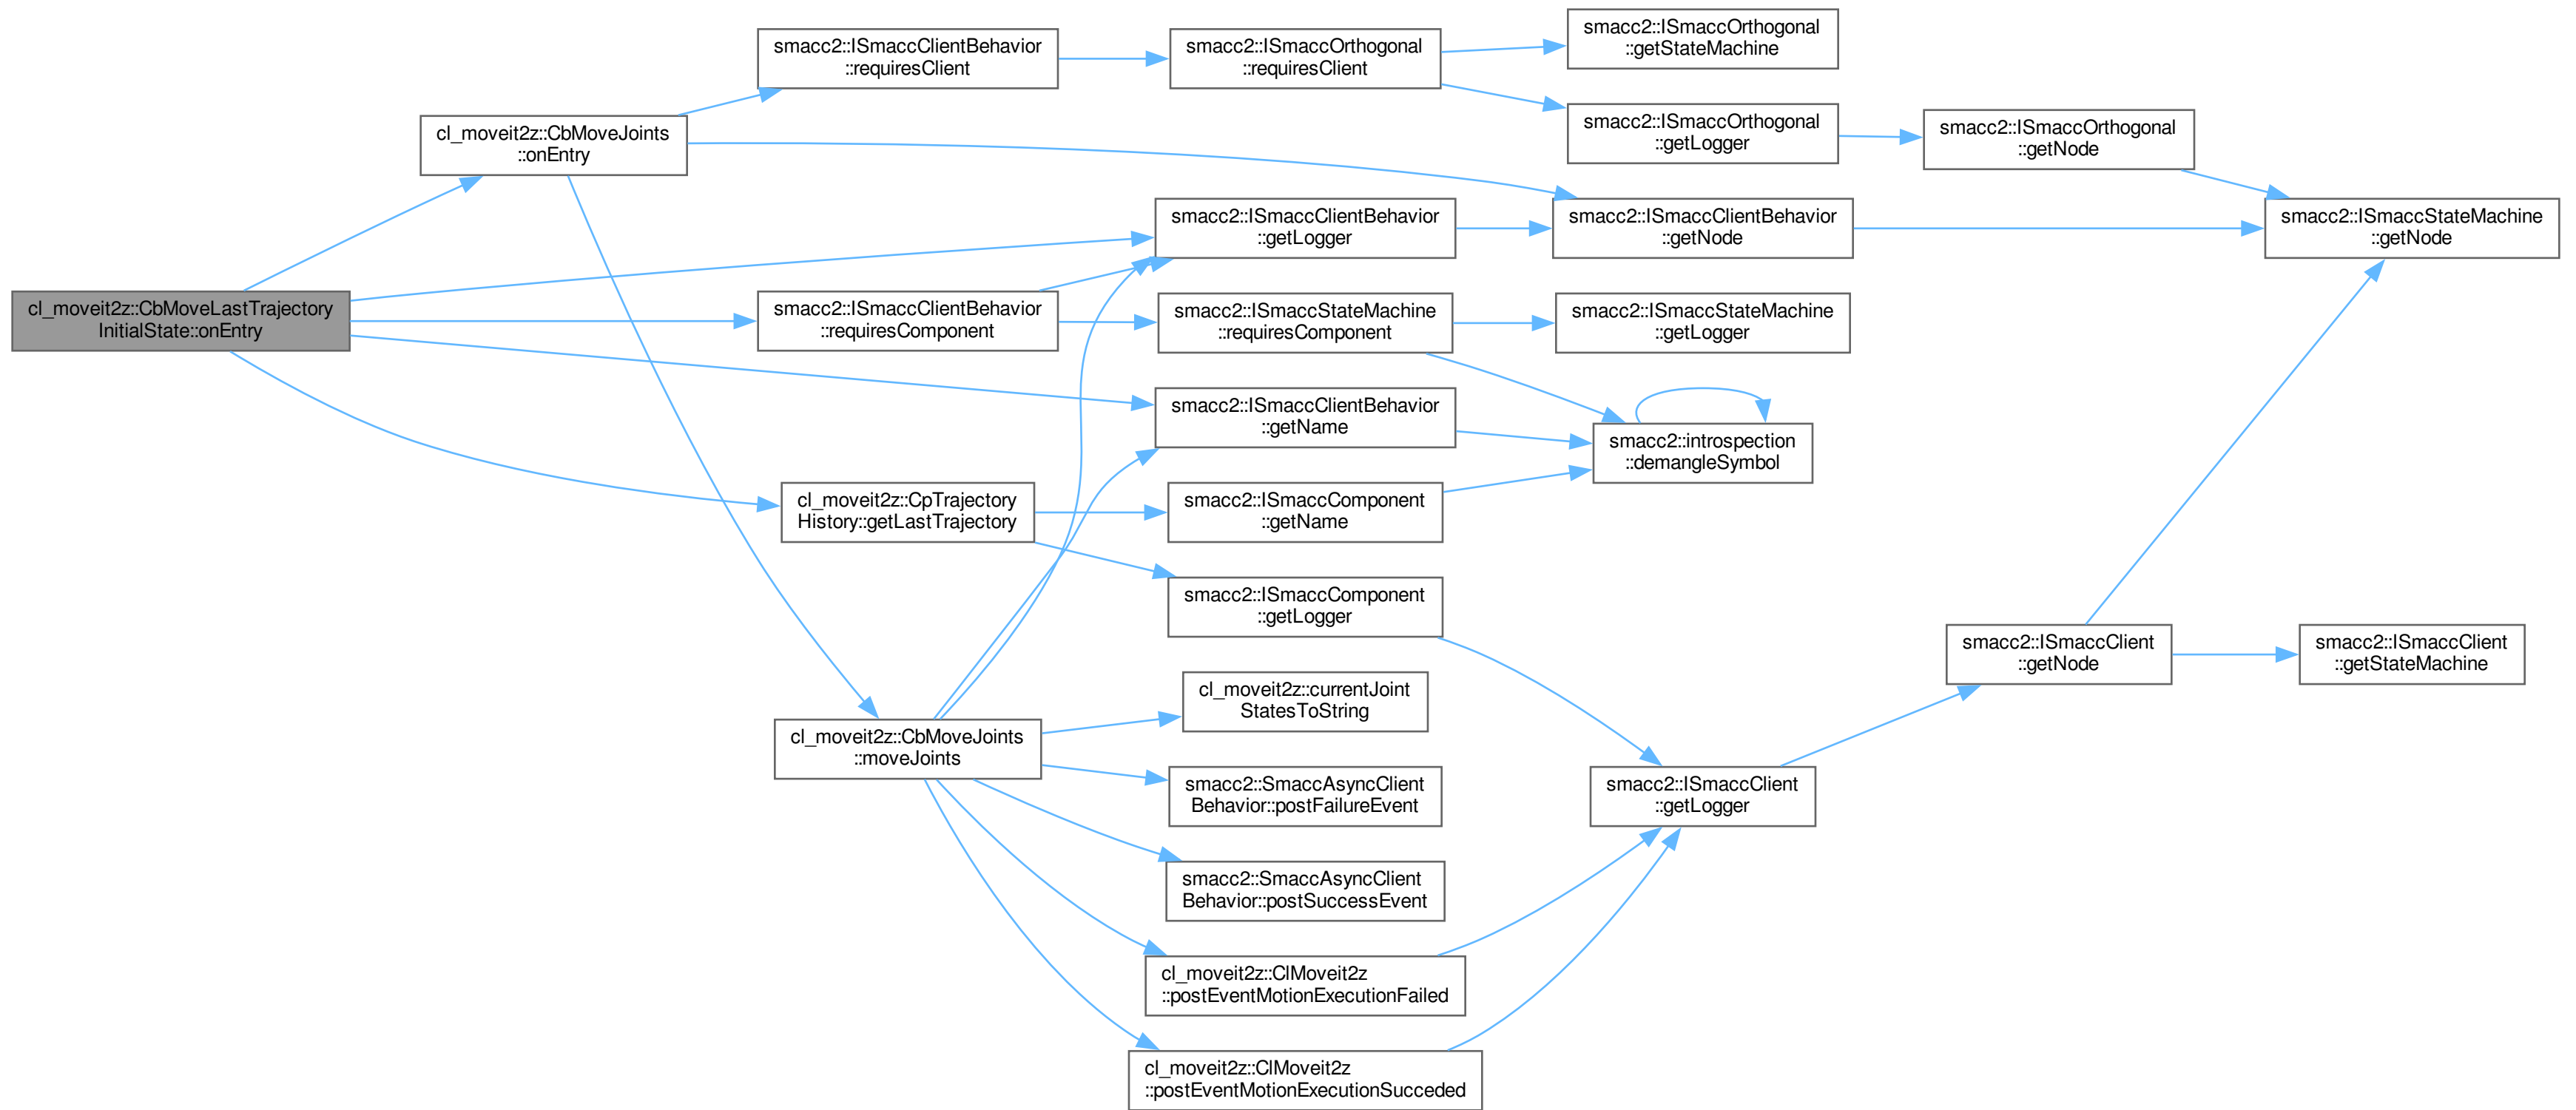 cl_moveit2z::CbMoveLastTrajectory
InitialState::onEntry
cl_moveit2z::CbMoveJoints
::onEntry
smacc2::ISmaccClientBehavior
::requiresClient
smacc2::ISmaccOrthogonal
::requiresClient
smacc2::ISmaccOrthogonal
::getStateMachine
smacc2::ISmaccOrthogonal
::getLogger
smacc2::ISmaccOrthogonal
::getNode
smacc2::ISmaccClientBehavior
::getLogger
smacc2::ISmaccClientBehavior
::getNode
smacc2::ISmaccStateMachine
::getNode
smacc2::ISmaccClientBehavior
::requiresComponent
smacc2::ISmaccStateMachine
::requiresComponent
smacc2::ISmaccStateMachine
::getLogger
smacc2::ISmaccClientBehavior
::getName
smacc2::introspection
::demangleSymbol
cl_moveit2z::CpTrajectory
History::getLastTrajectory
smacc2::ISmaccComponent
::getName
smacc2::ISmaccComponent
::getLogger
cl_moveit2z::CbMoveJoints
::moveJoints
cl_moveit2z::currentJoint
StatesToString
smacc2::SmaccAsyncClient
Behavior::postFailureEvent
smacc2::SmaccAsyncClient
Behavior::postSuccessEvent
cl_moveit2z::ClMoveit2z
::postEventMotionExecutionFailed
cl_moveit2z::ClMoveit2z
::postEventMotionExecutionSucceded
smacc2::ISmaccClient
::getLogger
smacc2::ISmaccClient
::getNode
smacc2::ISmaccClient
::getStateMachine